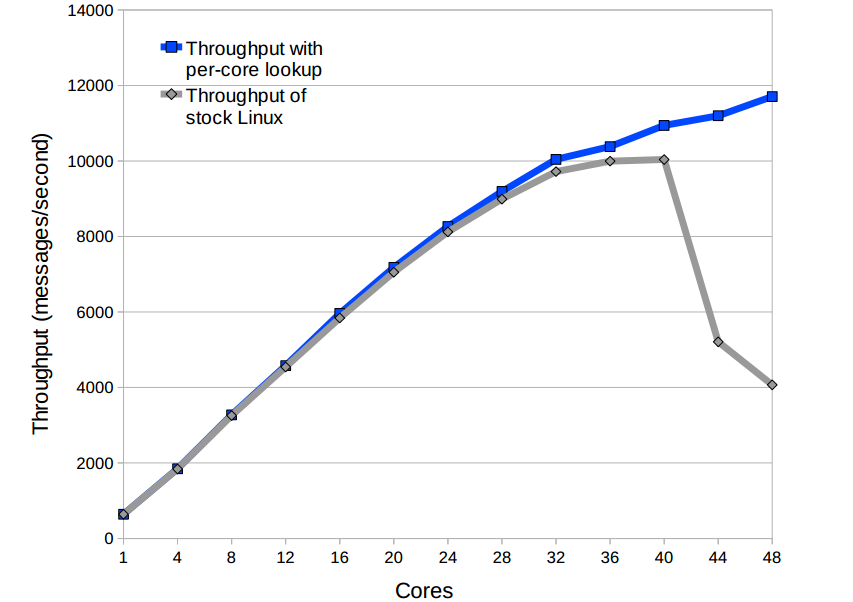 14000
12000
10000
8000
6000
4000
2000
0
Throughput (messages/second)
Throughput with
per-core lookup
Throughput of
stock Linux
1 4 8 12 16 20 24 28 32 36 40 44 48
Cores